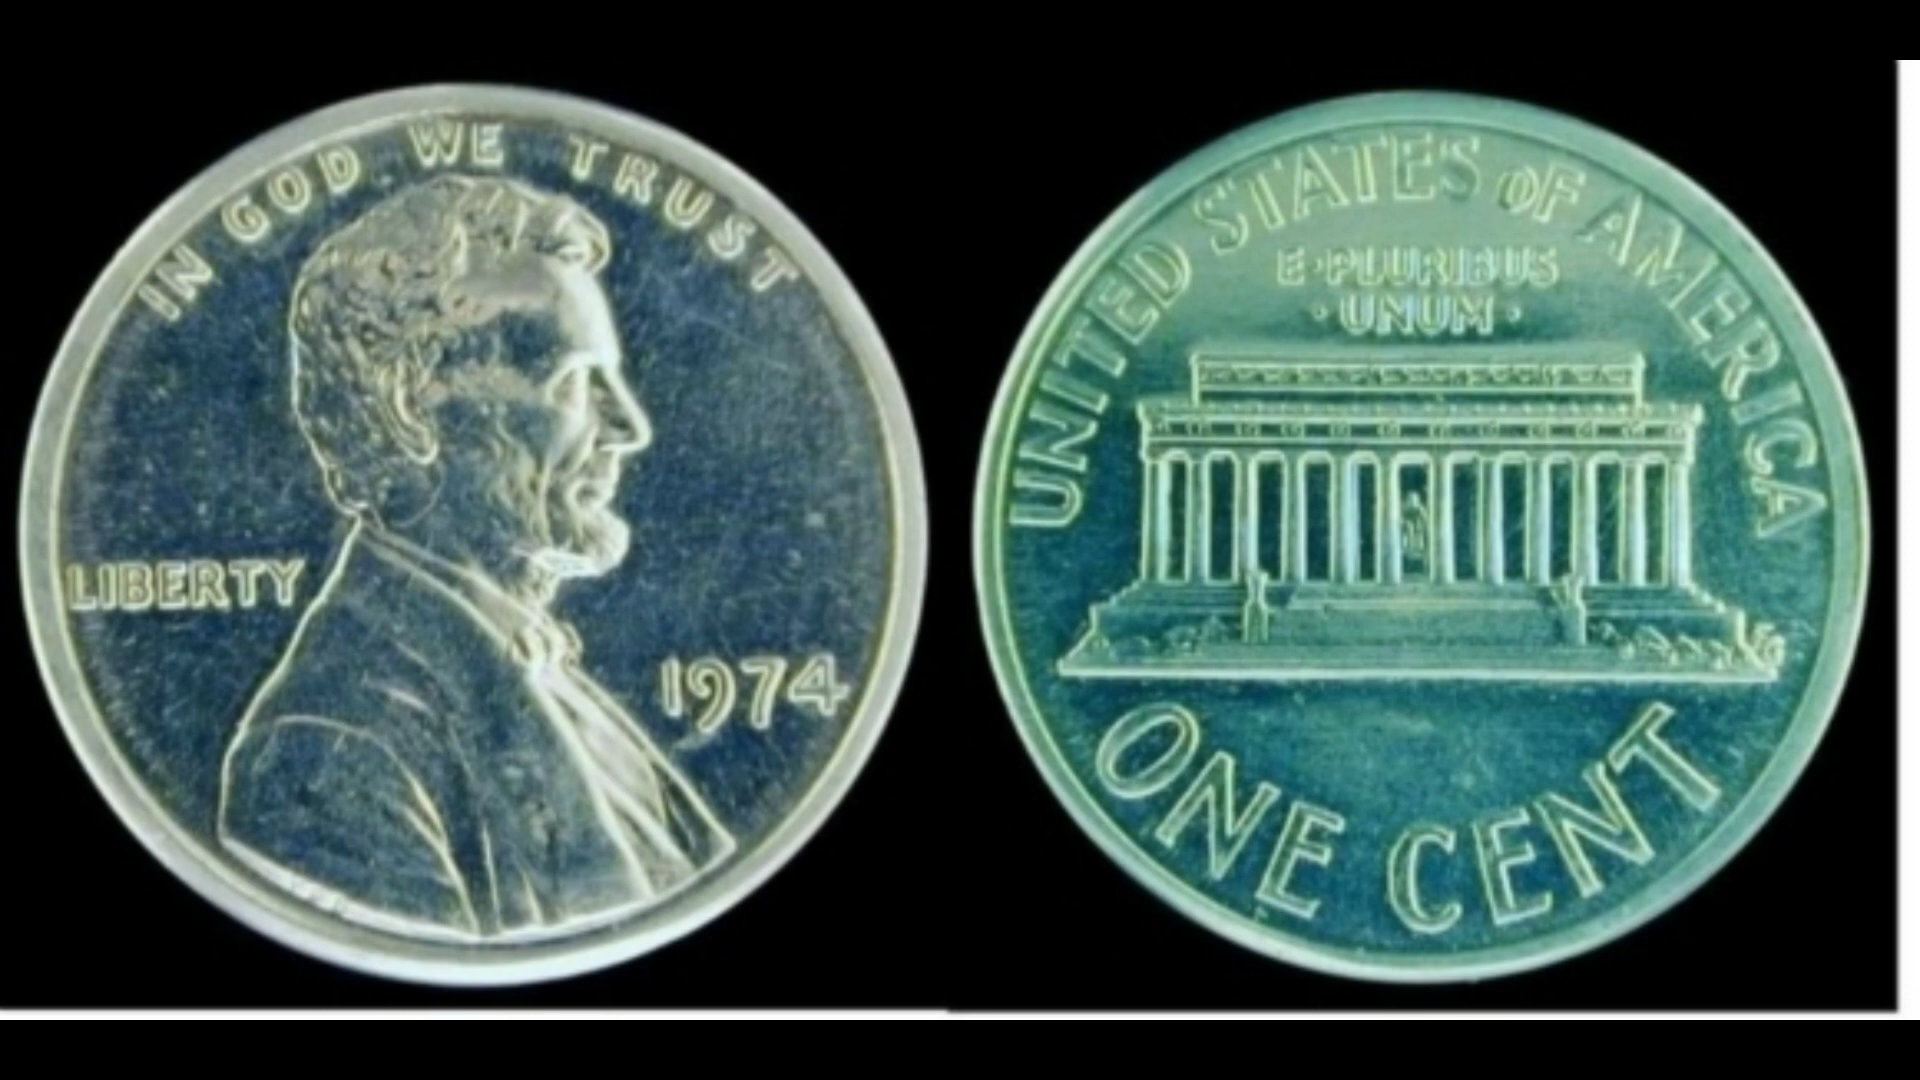 IN GOD WE TRUST
LIBERTY
1974
UNITED STATES OF AMERICA
E·PLURIBUS
·UNUM·
ONE CENT